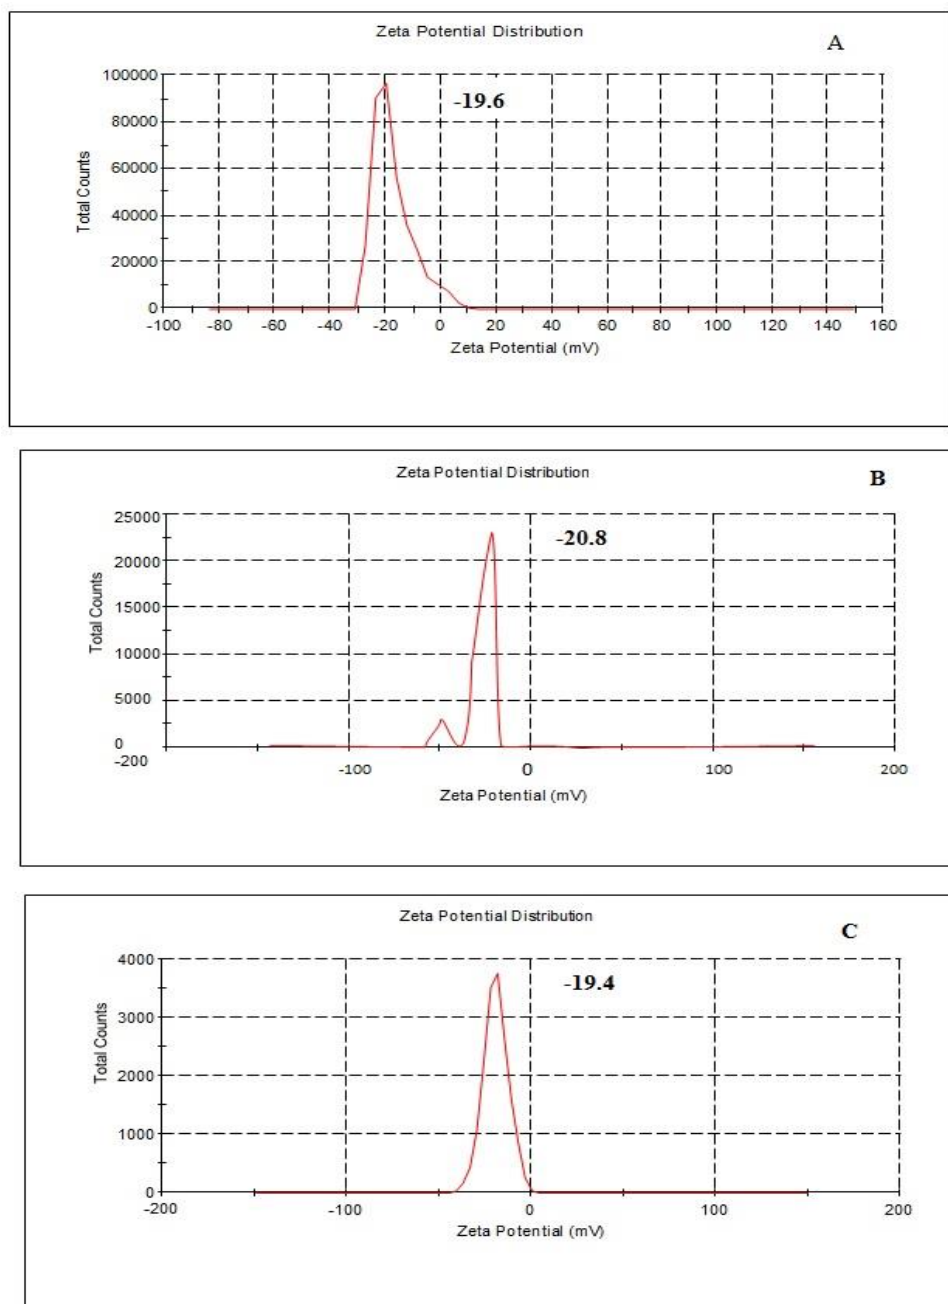 Zeta Potential Distribution
A
100000
-19.6
80000
Total Counts
60000
40000
20000
0
-100 -80 -60 -40 -20 0 20 40 60 80 100 120 140 160
Zeta Potential (mV)
Zeta Potential Distribution
B
25000
-20.8
20000
Total Counts
15000
10000
5000
0
-200 -100 0 100 200
Zeta Potential (mV)
Zeta Potential Distribution
C
4000
-19.4
3000
Total Counts
2000
1000
0
-200 -100 0 100 200
Zeta Potential (mV)